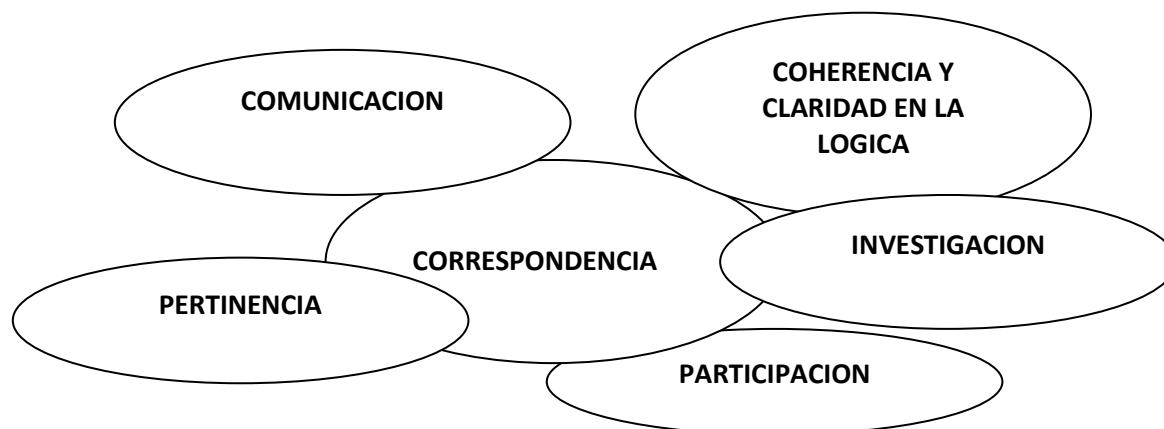 COMUNICACION
COHERENCIA Y
CLARIDAD EN LA
LOGICA
CORRESPONDENCIA
INVESTIGACION
PERTINENCIA
PARTICIPACION